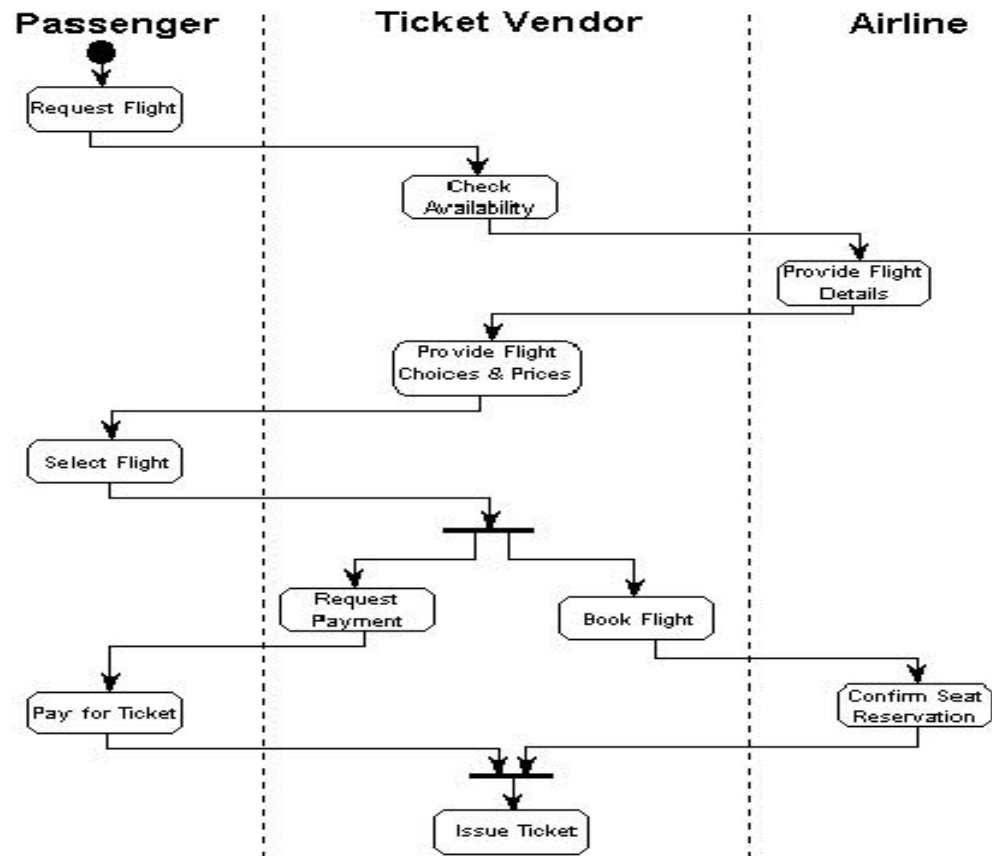 Passenger
Ticket Vendor
Airline
Request Flight
Check
Availability
Provide Flight
Details
Provide Flight
Choices & Prices
Select Flight
Request
Payment
Book Flight
Pay for Ticket
Confirm Seat
Reservation
Issue Ticket